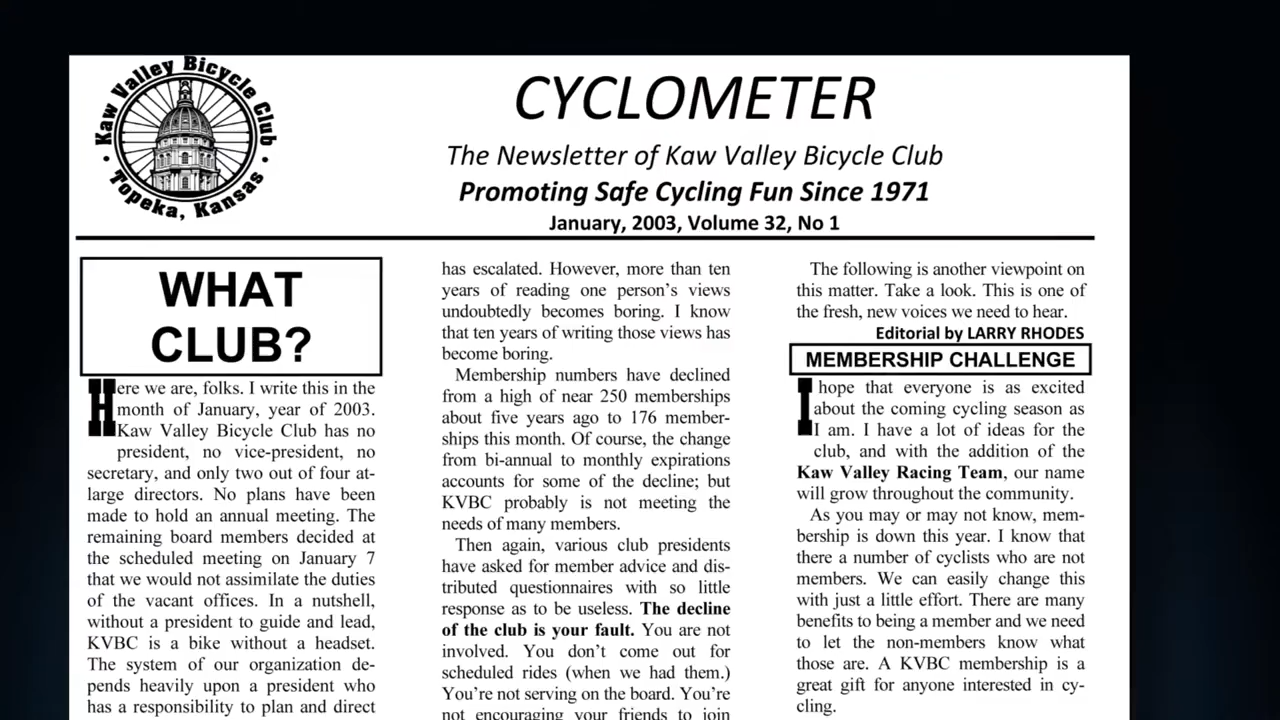 Kaw Valley Bicycle Club
• Topeka, Kansas •
CYCLOMETER
The Newsletter of Kaw Valley Bicycle Club
Promoting Safe Cycling Fun Since 1971
January, 2003, Volume 32, No 1
WHAT
CLUB?
Here we are, folks. I write this in the
month of January, year of 2003.
Kaw Valley Bicycle Club has no
president, no vice-president, no
secretary, and only two out of four at-
large directors. No plans have been
made to hold an annual meeting. The
remaining board members decided at
the scheduled meeting on January 7
that we would not assimilate the duties
of the vacant offices. In a nutshell,
without a president to guide and lead,
KVBC is a bike without a headset.
The system of our organization de-
pends heavily upon a president who
has a responsibility to plan and direct
has escalated. However, more than ten
years of reading one person's views
undoubtedly becomes boring. I know
that ten years of writing those views has
become boring.
Membership numbers have declined
from a high of near 250 memberships
about five years ago to 176 member-
ships this month. Of course, the change
from bi-annual to monthly expirations
accounts for some of the decline; but
KVBC probably is not meeting the
needs of many members.
Then again, various club presidents
have asked for member advice and dis-
tributed questionnaires with so little
response as to be useless. The decline
of the club is your fault. You are not
involved. You don't come out for
scheduled rides (when we had them.)
You're not serving on the board. You're
not encouraging your friends to join
The following is another viewpoint on
this matter. Take a look. This is one of
the fresh, new voices we need to hear.
Editorial by LARRY RHODES
MEMBERSHIP CHALLENGE
I hope that everyone is as excited
about the coming cycling season as
I am. I have a lot of ideas for the
club, and with the addition of the
Kaw Valley Racing Team, our name
will grow throughout the community.
As you may or may not know, mem-
bership is down this year. I know that
there a number of cyclists who are not
members. We can easily change this
with just a little effort. There are many
benefits to being a member and we need
to let the non-members know what
those are. A KVBC membership is a
great gift for anyone interested in cy-
cling.